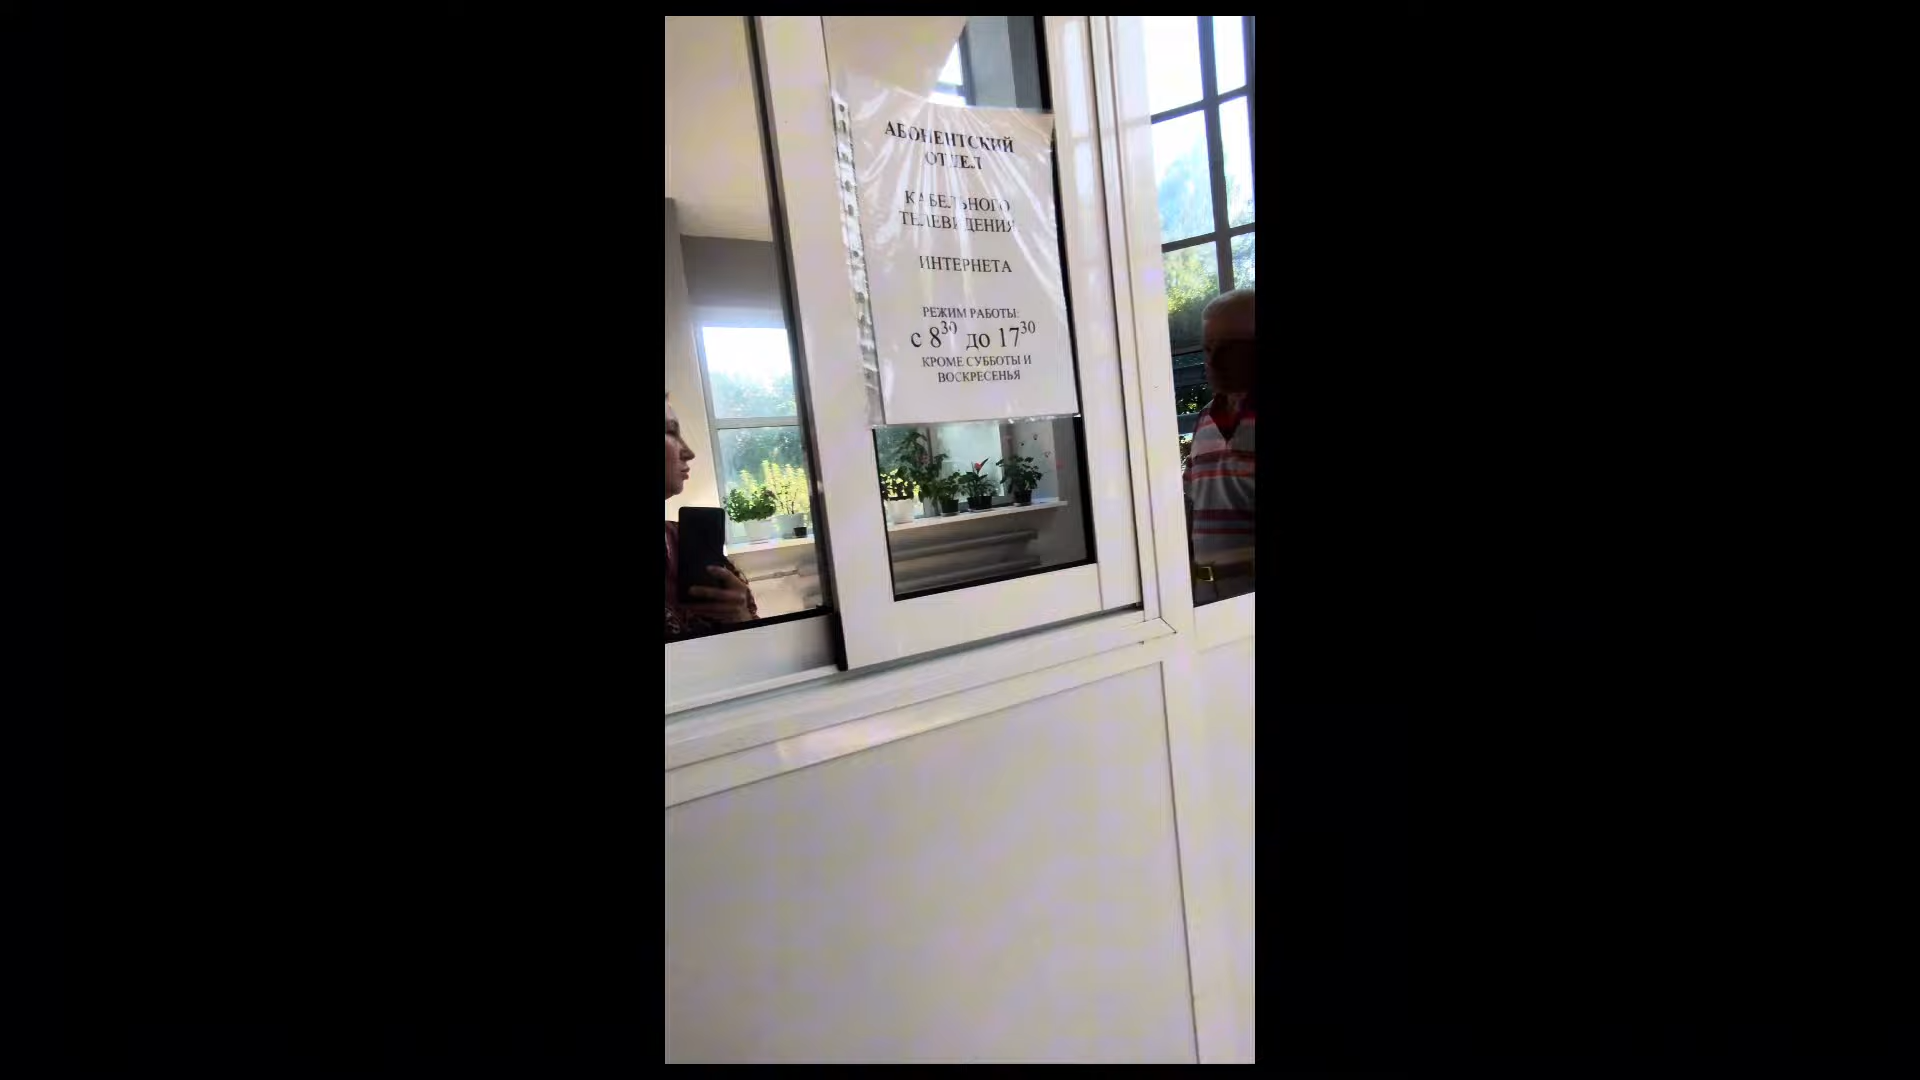 АБОНЕНТСКИЙ
ОТДЕЛ
КАБЕЛЬНОГО
ТЕЛЕВИДЕНИЯ
ИНТЕРНЕТА
РЕЖИМ РАБОТЫ:
с 8³⁰ до 17³⁰
КРОМЕ СУББОТЫ И
ВОСКРЕСЕНЬЯ